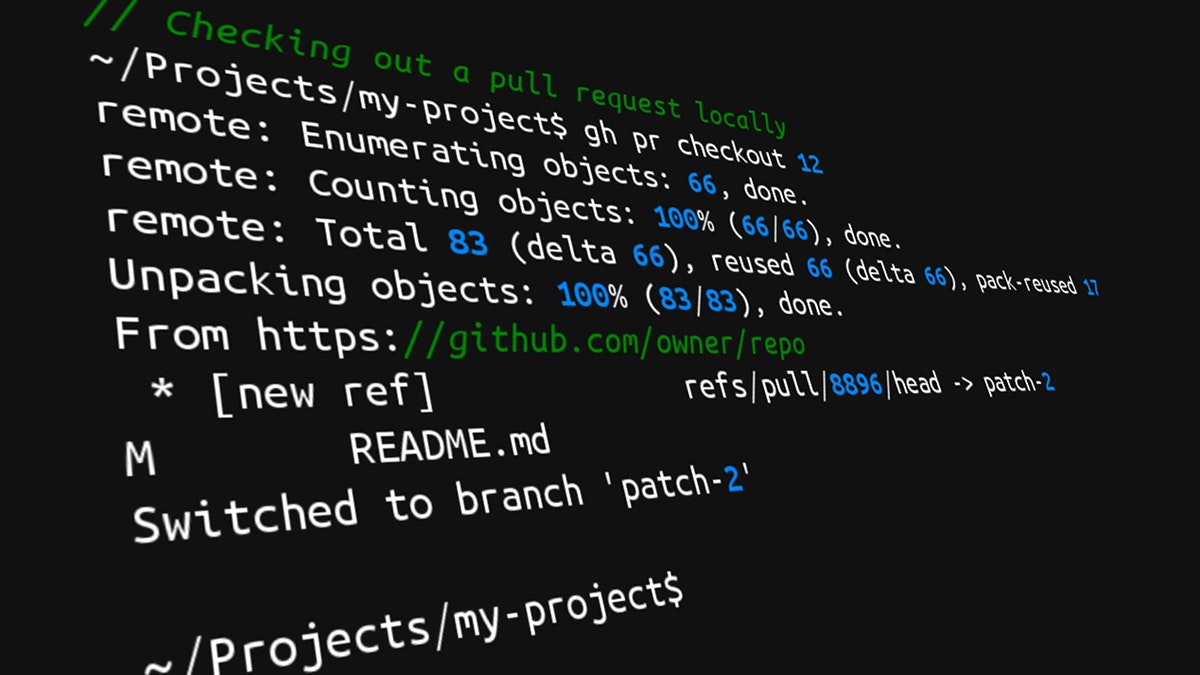 // Checking out a pull request locally
~/Projects/my-project$ gh pr checkout 12
remote: Enumerating objects: 66, done.
remote: Counting objects: 100% (66/66), done.
remote: Total 83 (delta 66), reused 66 (delta 66), pack-reused 17
Unpacking objects: 100% (83/83), done.
From https://github.com/owner/repo
* [new ref] refs/pull/8896/head -> patch-2
M README.md
Switched to branch 'patch-2'
~/Projects/my-project$